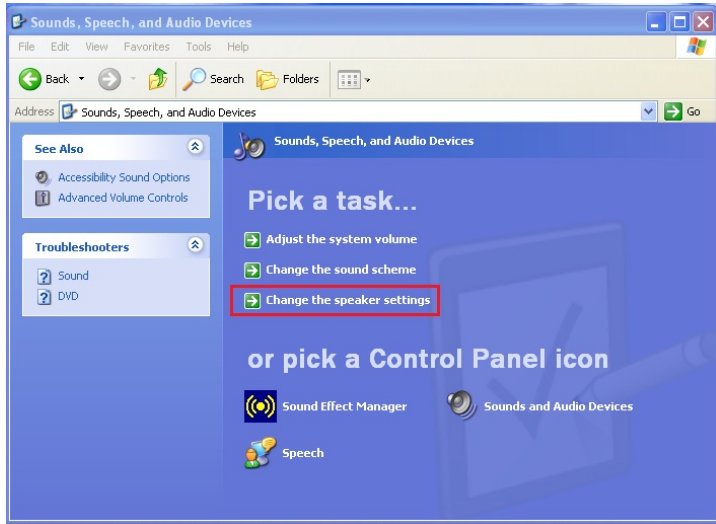 Sounds, Speech, and Audio Devices
File Edit View Favorites Tools Help
Back Search Folders
Address Sounds, Speech, and Audio Devices Go
See Also
Accessibility Sound Options
Advanced Volume Controls
Troubleshooters
Sound
DVD
Sounds, Speech, and Audio Devices
Pick a task...
Adjust the system volume
Change the sound scheme
Change the speaker settings
or pick a Control Panel icon
Sound Effect Manager Sounds and Audio Devices
Speech